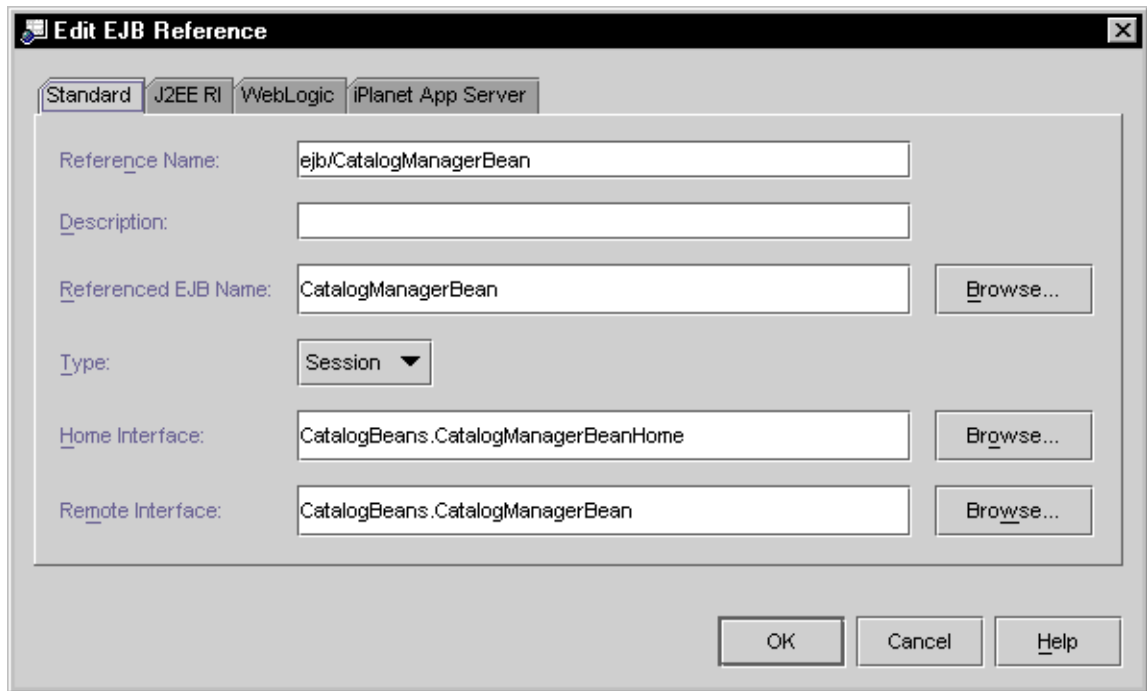 Edit EJB Reference
Standard J2EE RI WebLogic iPlanet App Server
Reference Name: ejb/CatalogManagerBean
Description:
Referenced EJB Name: CatalogManagerBean Browse...
Type: Session
Home Interface: CatalogBeans.CatalogManagerBeanHome Browse...
Remote Interface: CatalogBeans.CatalogManagerBean Browse...
OK Cancel Help